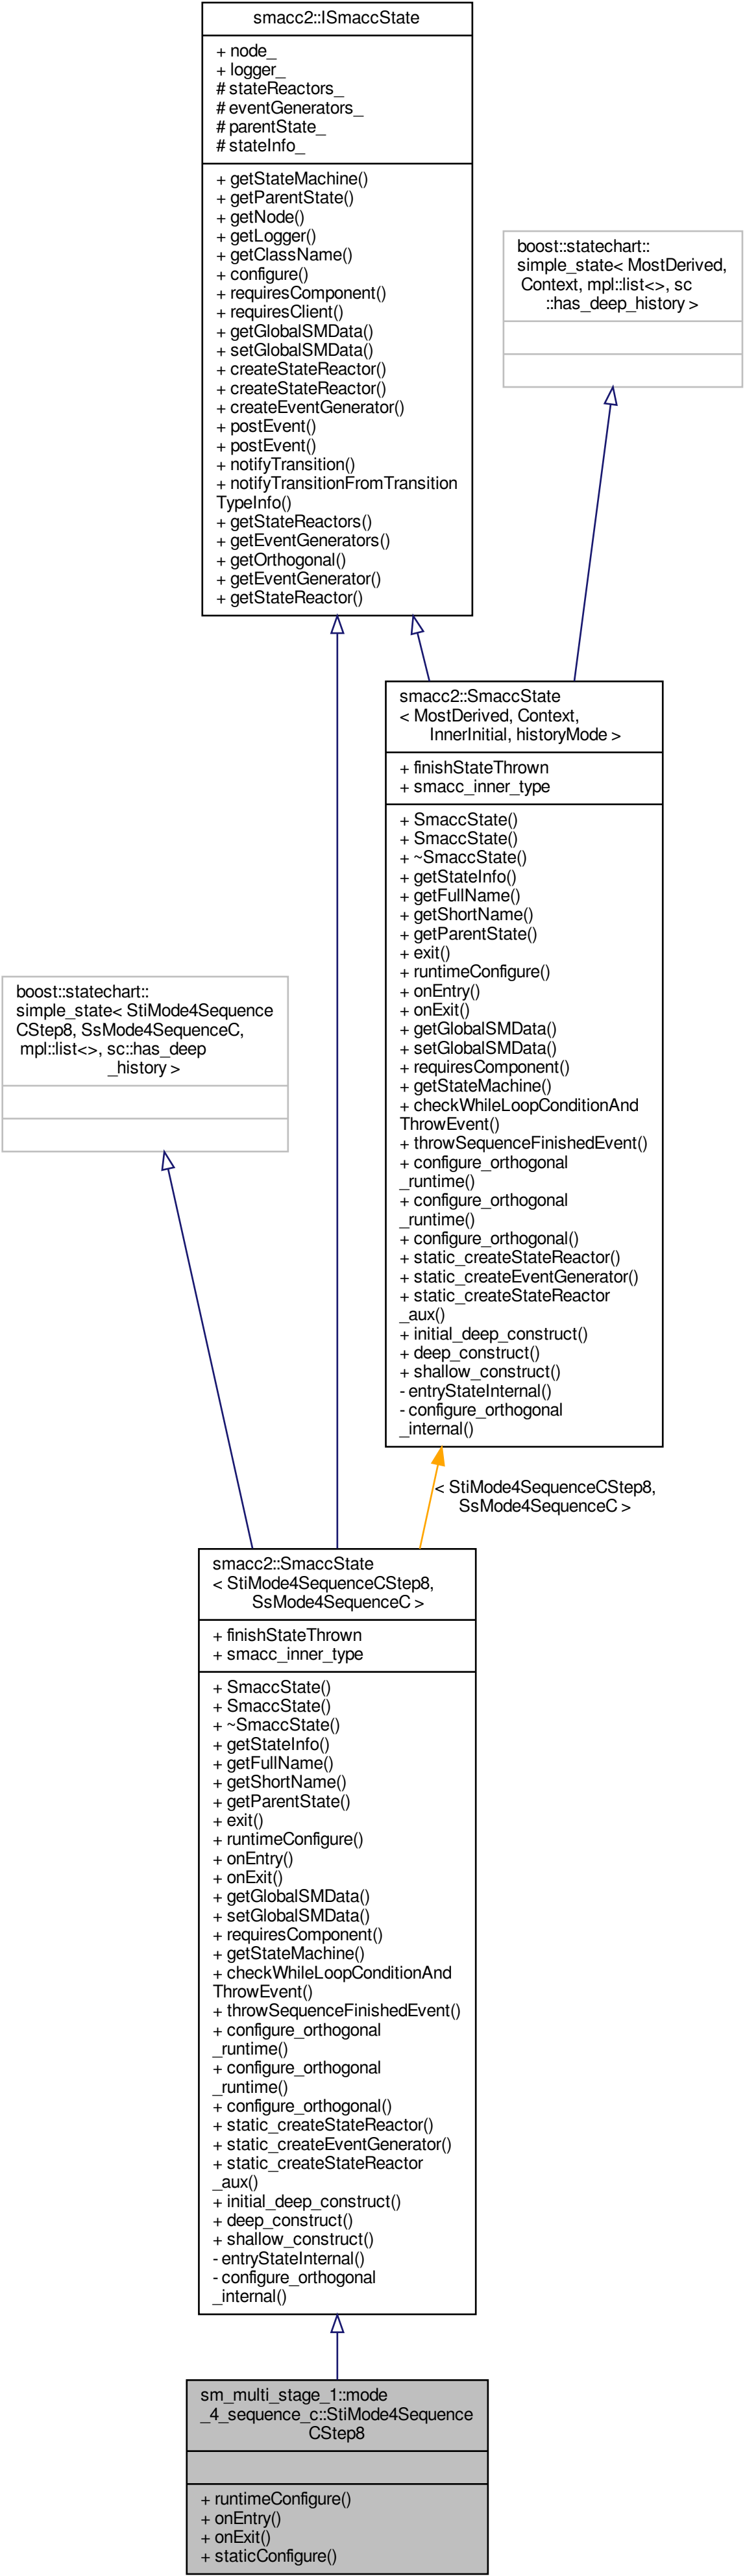 smacc2::ISmaccState
+ node_
+ logger_
# stateReactors_
# eventGenerators_
# parentState_
# stateInfo_
+ getStateMachine()
+ getParentState()
+ getNode()
+ getLogger()
+ getClassName()
+ configure()
+ requiresComponent()
+ requiresClient()
+ getGlobalSMData()
+ setGlobalSMData()
+ createStateReactor()
+ createStateReactor()
+ createEventGenerator()
+ postEvent()
+ postEvent()
+ notifyTransition()
+ notifyTransitionFromTransition
TypeInfo()
+ getStateReactors()
+ getEventGenerators()
+ getOrthogonal()
+ getEventGenerator()
+ getStateReactor()
boost::statechart::
simple_state< MostDerived,
Context, mpl::list<>, sc
::has_deep_history >
smacc2::SmaccState
< MostDerived, Context,
InnerInitial, historyMode >
+ finishStateThrown
+ smacc_inner_type
+ SmaccState()
+ SmaccState()
+ ~SmaccState()
+ getStateInfo()
+ getFullName()
+ getShortName()
+ getParentState()
+ exit()
+ runtimeConfigure()
+ onEntry()
+ onExit()
+ getGlobalSMData()
+ setGlobalSMData()
+ requiresComponent()
+ getStateMachine()
+ checkWhileLoopConditionAnd
ThrowEvent()
+ throwSequenceFinishedEvent()
+ configure_orthogonal
_runtime()
+ configure_orthogonal
_runtime()
+ configure_orthogonal()
+ static_createStateReactor()
+ static_createEventGenerator()
+ static_createStateReactor
_aux()
+ initial_deep_construct()
+ deep_construct()
+ shallow_construct()
- entryStateInternal()
- configure_orthogonal
_internal()
boost::statechart::
simple_state< StiMode4Sequence
CStep8, SsMode4SequenceC,
mpl::list<>, sc::has_deep
_history >
< StiMode4SequenceCStep8,
SsMode4SequenceC >
smacc2::SmaccState
< StiMode4SequenceCStep8,
SsMode4SequenceC >
+ finishStateThrown
+ smacc_inner_type
+ SmaccState()
+ SmaccState()
+ ~SmaccState()
+ getStateInfo()
+ getFullName()
+ getShortName()
+ getParentState()
+ exit()
+ runtimeConfigure()
+ onEntry()
+ onExit()
+ getGlobalSMData()
+ setGlobalSMData()
+ requiresComponent()
+ getStateMachine()
+ checkWhileLoopConditionAnd
ThrowEvent()
+ throwSequenceFinishedEvent()
+ configure_orthogonal
_runtime()
+ configure_orthogonal
_runtime()
+ configure_orthogonal()
+ static_createStateReactor()
+ static_createEventGenerator()
+ static_createStateReactor
_aux()
+ initial_deep_construct()
+ deep_construct()
+ shallow_construct()
- entryStateInternal()
- configure_orthogonal
_internal()
sm_multi_stage_1::mode
_4_sequence_c::StiMode4Sequence
CStep8
+ runtimeConfigure()
+ onEntry()
+ onExit()
+ staticConfigure()